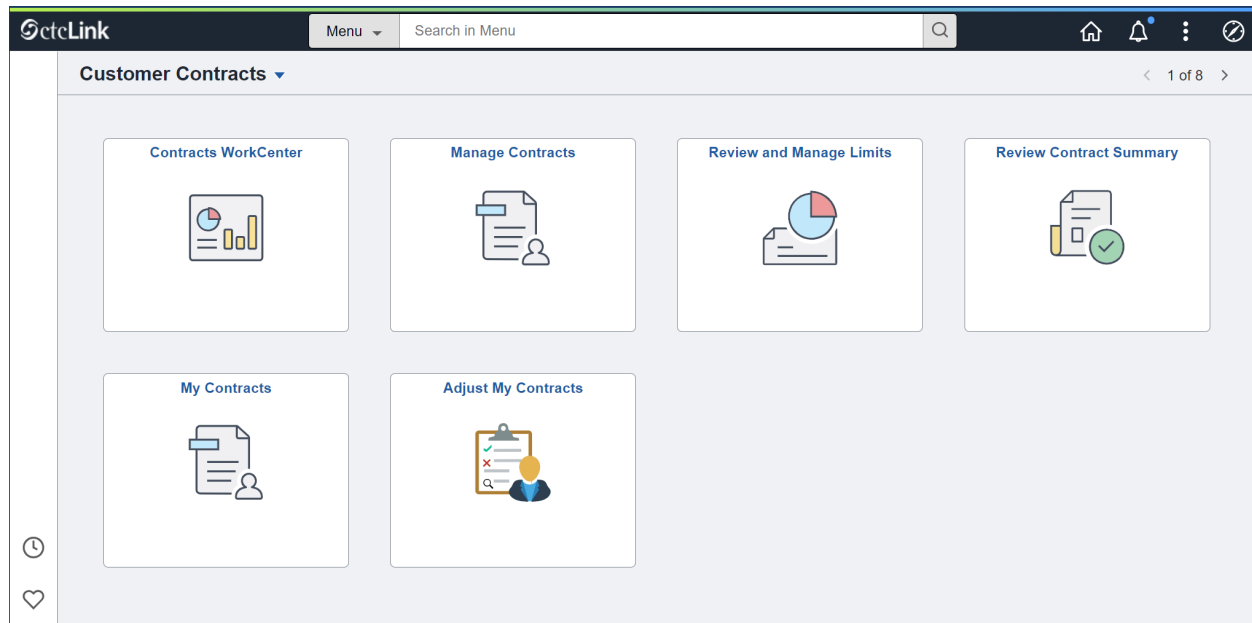 ctcLink
Menu
Search in Menu
Customer Contracts
1 of 8
Contracts WorkCenter
Manage Contracts
Review and Manage Limits
Review Contract Summary
My Contracts
Adjust My Contracts